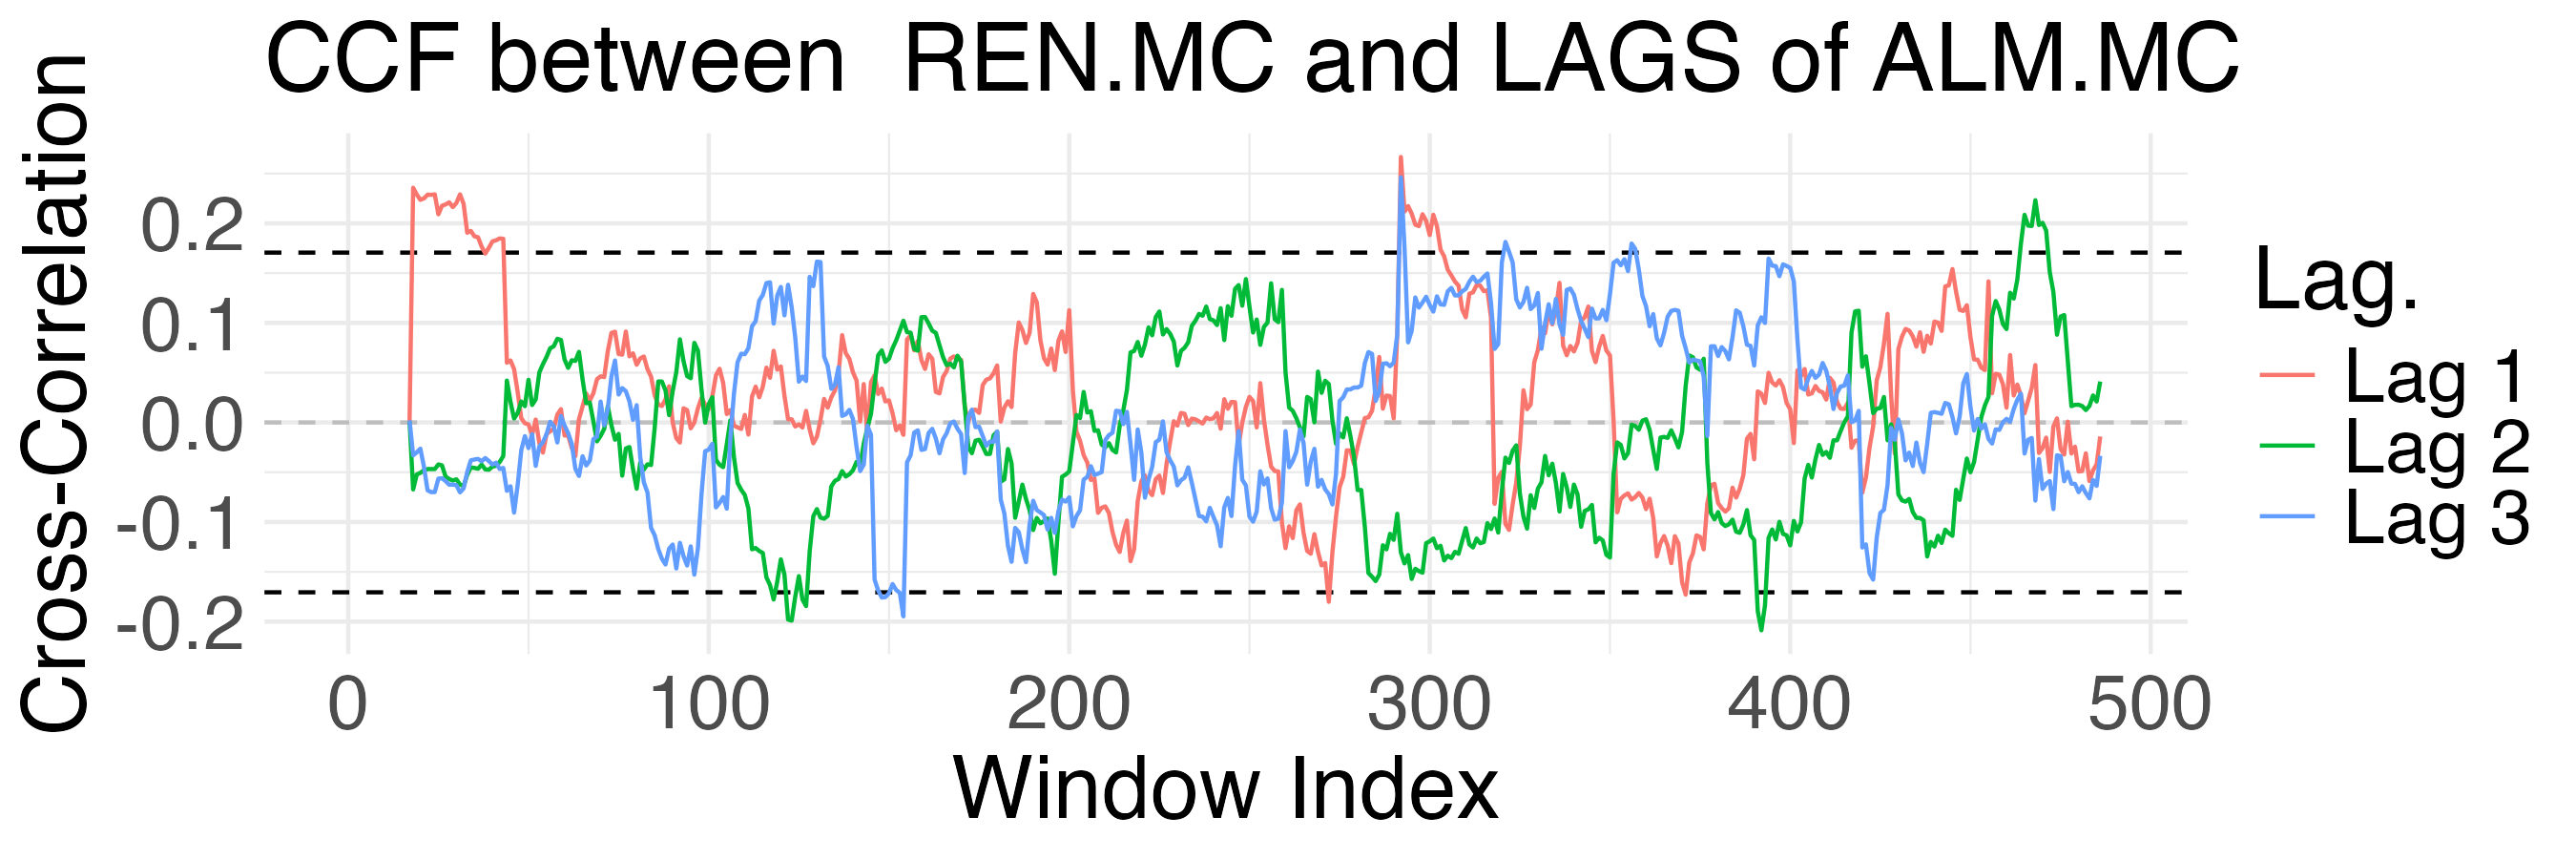 CCF between  REN.MC and LAGS of ALM.MC
Cross-Correlation
0.2
0.1
0.0
-0.1
-0.2
0 100 200 300 400 500
Window Index
Lag.
Lag 1
Lag 2
Lag 3